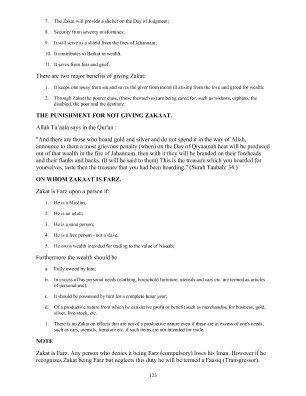 7. The Zakat will provide a shelter on the Day of Judgment;
8. Security from seventy misfortunes;
9. It will serve as a shield from the fires of Jahannum;
10. It contributes to Barkat in wealth.
11. It saves from fear and grief.
There are two major benefits of giving Zakat:
1. It keeps one away from sin and saves the giver from moral ill arising from the love and greed for wealth;
2. Through Zakat the poorer class, (those themselves) are being cared for, such as widows, orphans, the
disabled, the poor and the destitute.
THE PUNISHMENT FOR NOT GIVING ZAKAAT.
Allah Ta'aala says in the Qur'an :
"And there are those who hoard gold and silver and do not spend it in the way of Allah,
announce to them a most grievous penalty (when) on the Day of Qiyaamah heat will be produced
out of that wealth in the fire of Jahannum, then with it they will be branded on their foreheads
and their flanks and backs. (It will be said to them) This is the treasure which you hoarded for
yourselves, taste then the treasure that you had been hoarding." (Surah Taubah: 34.)
ON WHOM ZAKAAT IS FARZ.
Zakat is Farz upon a person if:
1. He is a Muslim,
2. He is an adult;
3. He is a sane person;
4. He is a free person - not a slave,
5. He owns wealth intended for trading to the value of Nisaab;
Furthermore the wealth should be
a. Fully owned by him;
b. In excess of his personal needs (clothing, household furniture, utensils and cars etc. are termed as articles
of personal use);
c. It should be possessed by him for a complete lunar year;
d. Of a productive nature from which he can derive profit or benefit such as merchandise for business, gold,
silver, live-stock, etc.
1. There is no Zakat on effects that are not of a productive nature even if these are in excess of one's needs,
such as cars, utensils, furniture etc. if such items are not intended for trade.
NOTE
Zakat is Farz. Any person who denies it being Farz (compulsory) loses his Iman. However if he
recognizes Zakat being Farz but neglects this duty he will be termed a Faasiq (Transgressor).
123